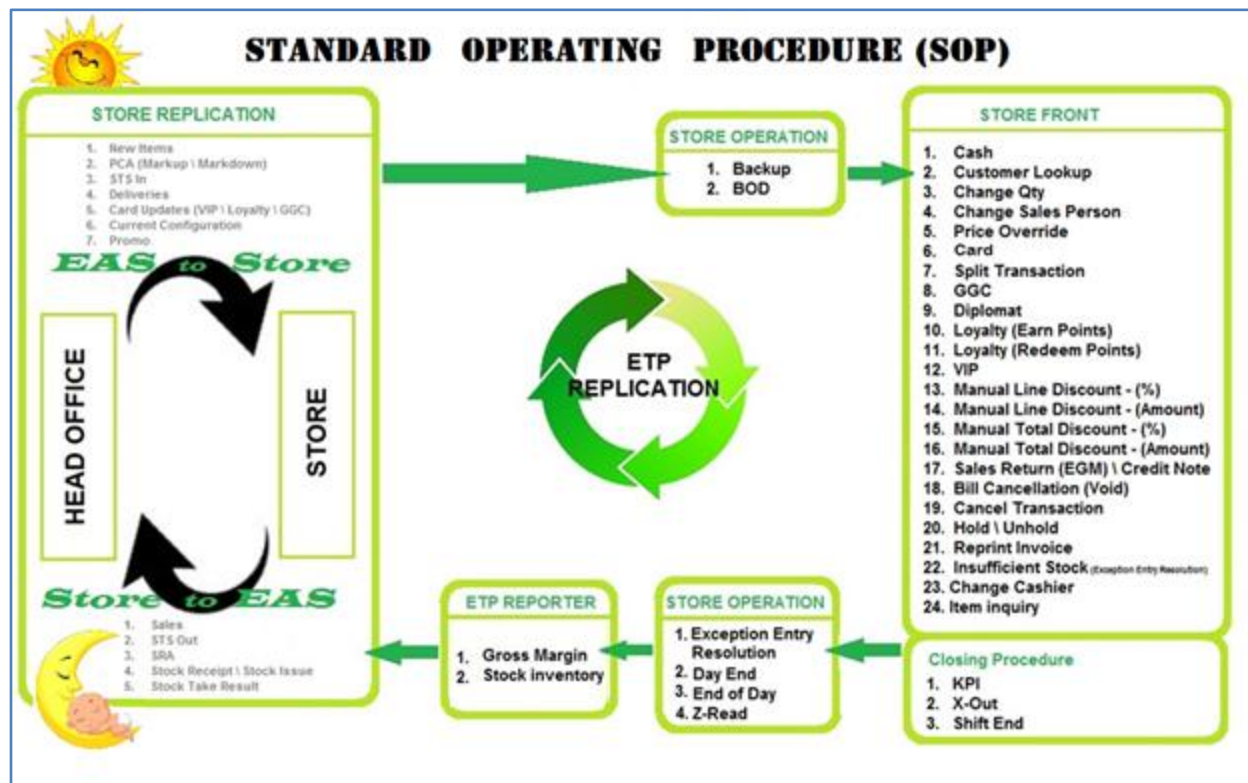 STANDARD OPERATING PROCEDURE (SOP)
STORE REPLICATION
1. New Items
2. PCA (Markup \ Markdown)
3. STS In
4. Deliveries
5. Card Updates (VIP \ Loyalty \ GGC)
6. Current Configuration
7. Promo
EAS to Store
HEAD OFFICE
STORE
Store to EAS
1. Sales
2. STS Out
3. SRA
4. Stock Receipt \ Stock Issue
5. Stock Take Result
STORE OPERATION
1. Backup
2. BOD
STORE FRONT
1. Cash
2. Customer Lookup
3. Change Qty
4. Change Sales Person
5. Price Override
6. Card
7. Split Transaction
8. GGC
9. Diplomat
10. Loyalty (Earn Points)
11. Loyalty (Redeem Points)
12. VIP
13. Manual Line Discount - (%)
14. Manual Line Discount - (Amount)
15. Manual Total Discount - (%)
16. Manual Total Discount - (Amount)
17. Sales Return (EGM) \ Credit Note
18. Bill Cancellation (Void)
19. Cancel Transaction
20. Hold \ Unhold
21. Reprint Invoice
22. Insufficient Stock (Exception Entry Resolution)
23. Change Cashier
24. Item inquiry
ETP
REPLICATION
Closing Procedure
1. KPI
2. X-Out
3. Shift End
STORE OPERATION
1. Exception Entry
Resolution
2. Day End
3. End of Day
4. Z-Read
ETP REPORTER
1. Gross Margin
2. Stock inventory